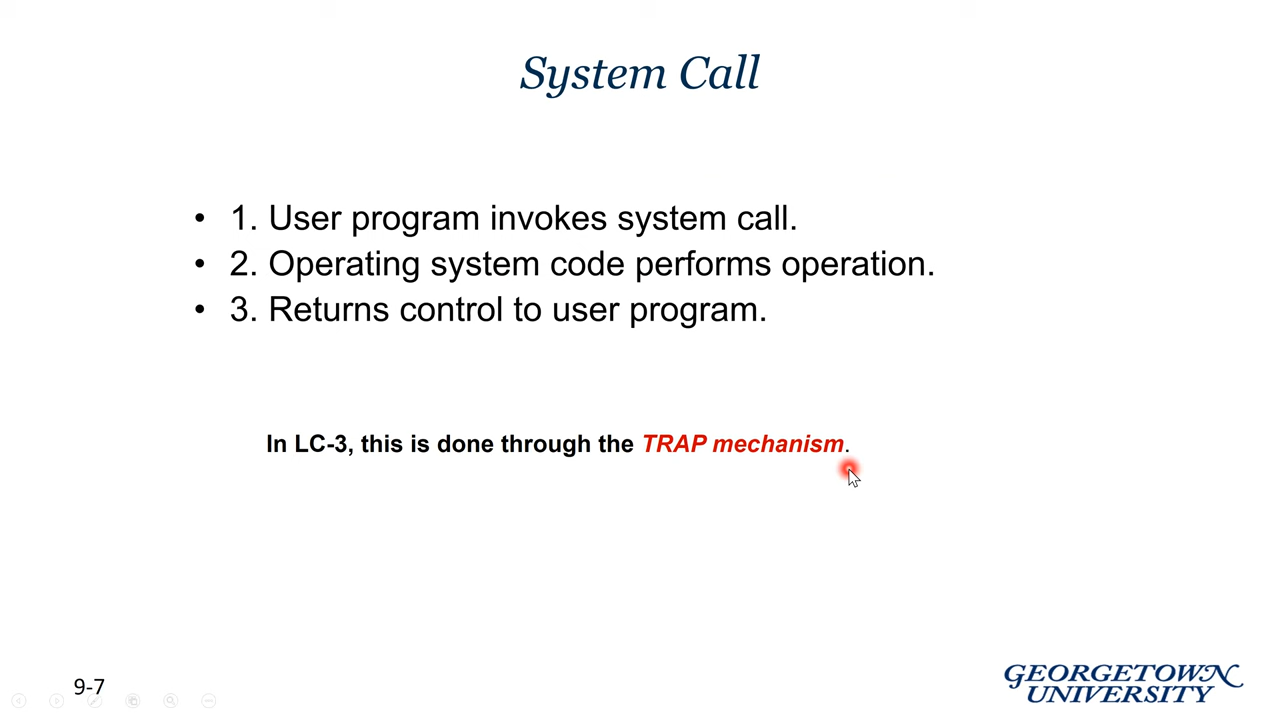 System Call
• 1. User program invokes system call.
• 2. Operating system code performs operation.
• 3. Returns control to user program.
In LC-3, this is done through the TRAP mechanism.
9-7
GEORGETOWN
UNIVERSITY